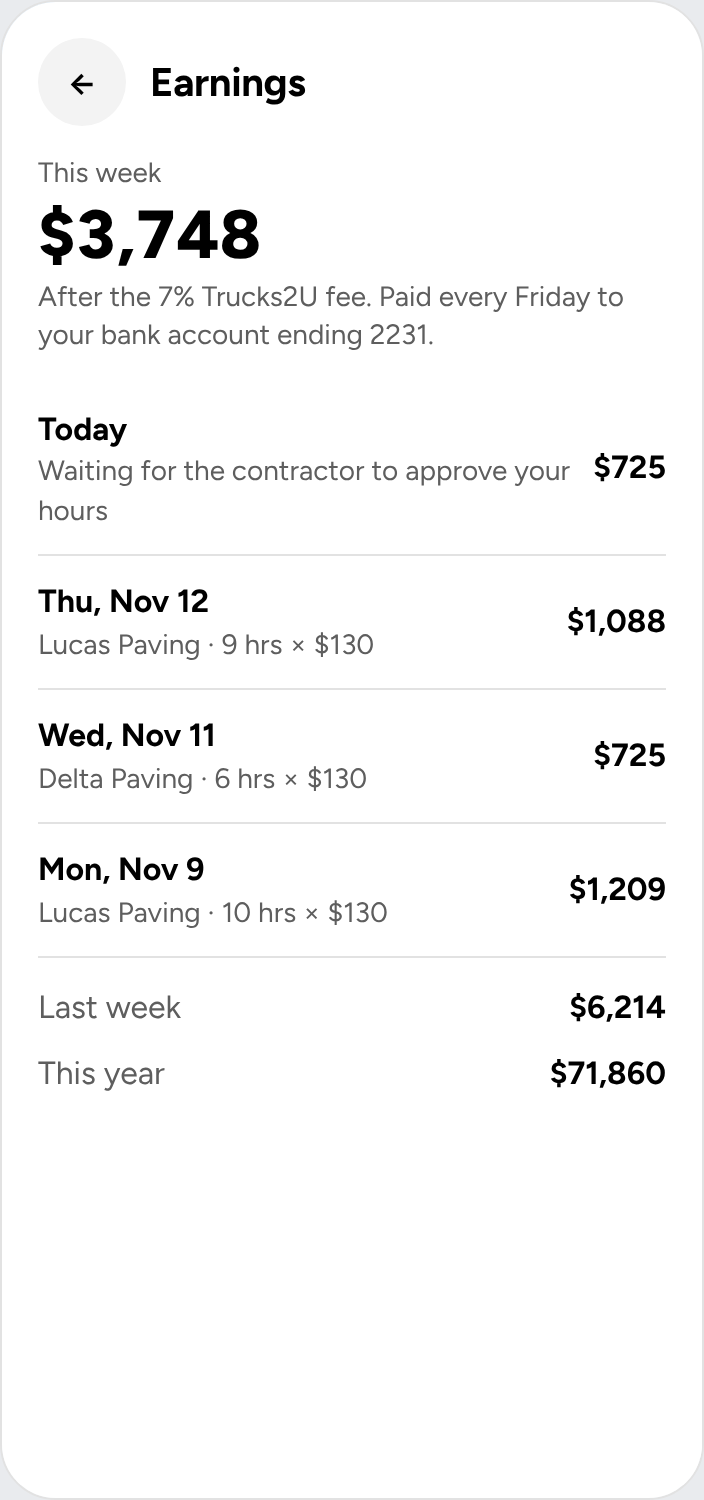 Earnings
This week
$3,748
After the 7% Trucks2U fee. Paid every Friday to
your bank account ending 2231.
Today
Waiting for the contractor to approve your
hours
$725
Thu, Nov 12
Lucas Paving · 9 hrs × $130
$1,088
Wed, Nov 11
Delta Paving · 6 hrs × $130
$725
Mon, Nov 9
Lucas Paving · 10 hrs × $130
$1,209
Last week $6,214
This year $71,860